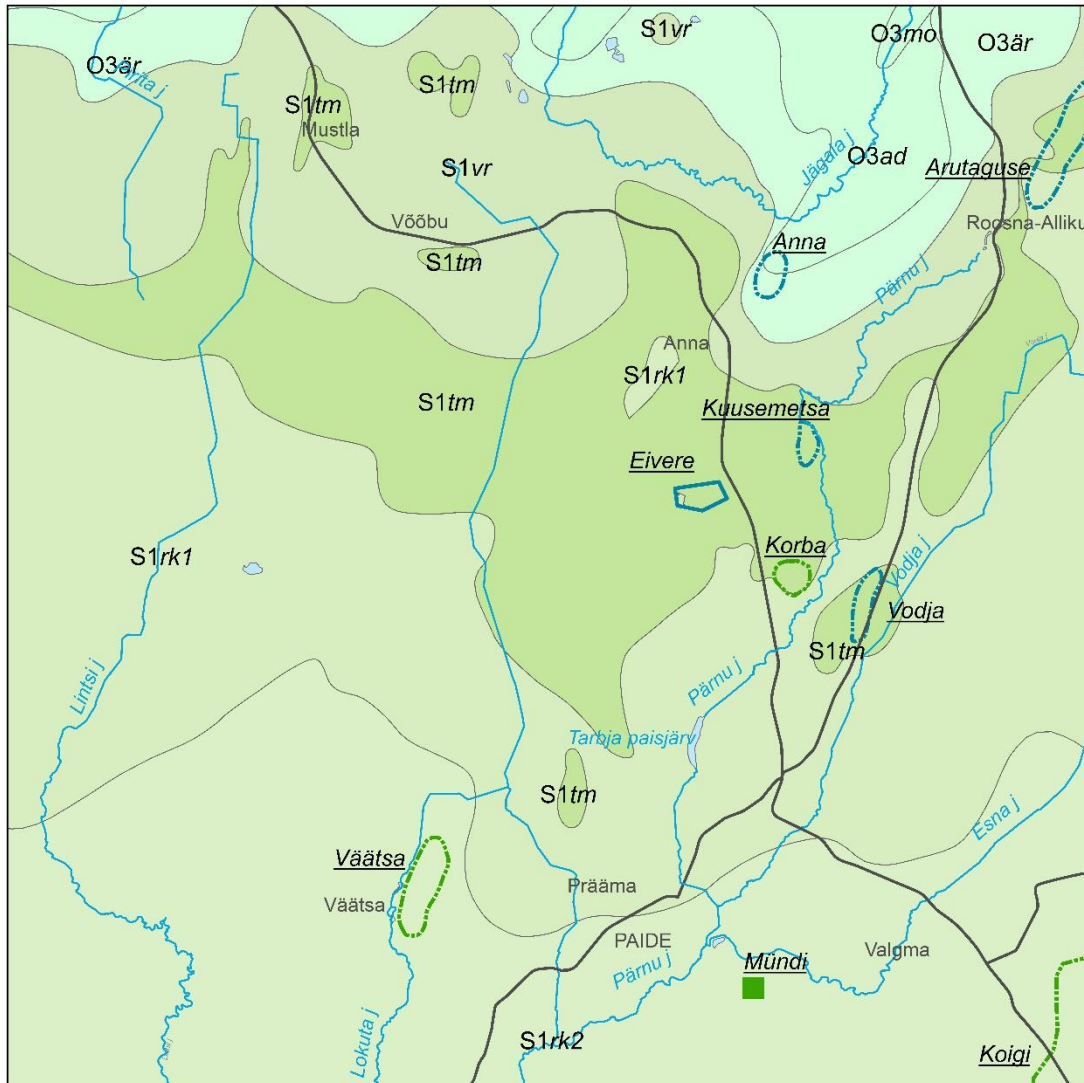 S1vr
O3mo
O3är
O3är
S1tm
S1tm
Mustla
Jägala j
O3ad
S1vr
Arutaguse
Võõbu
Roosna-Alliku
Anna
S1tm
Pärnu j
Anna
S1rk1
S1tm
Kuusemetsa
Eivere
S1rk1
Korba
Vodja j
Vodja
S1tm
Lintsi j
Pärnu j
Tarbja paisjärv
S1tm
Esna j
Väätsa
Prääma
Väätsa
PAIDE
Valgma
Mündi
Pärnu j
S1rk2
Lokuta j
Koigi